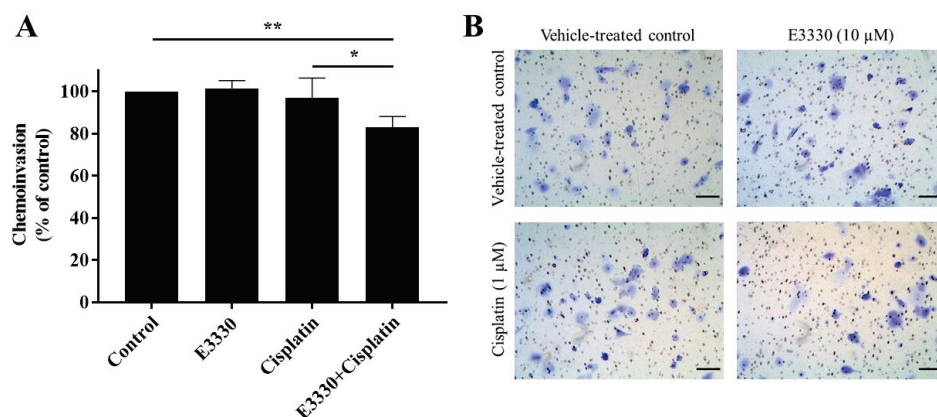 A
**
*
Chemoinvasion
(% of control)
100
80
60
40
20
0
Control
E3330
Cisplatin
E3330+Cisplatin
B
Vehicle-treated control
E3330 (10 µM)
Vehicle-treated control
Cisplatin (1 µM)